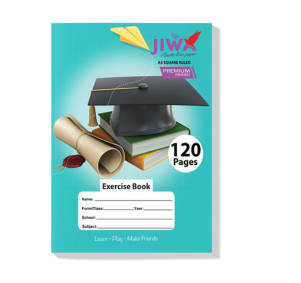 JIWA
A5 SQUARE RULED
PREMIUM
120
Pages
Exercise Book
Name:
Form/Class: Year:
School:
Subject:
Learn - Play - Make Friends